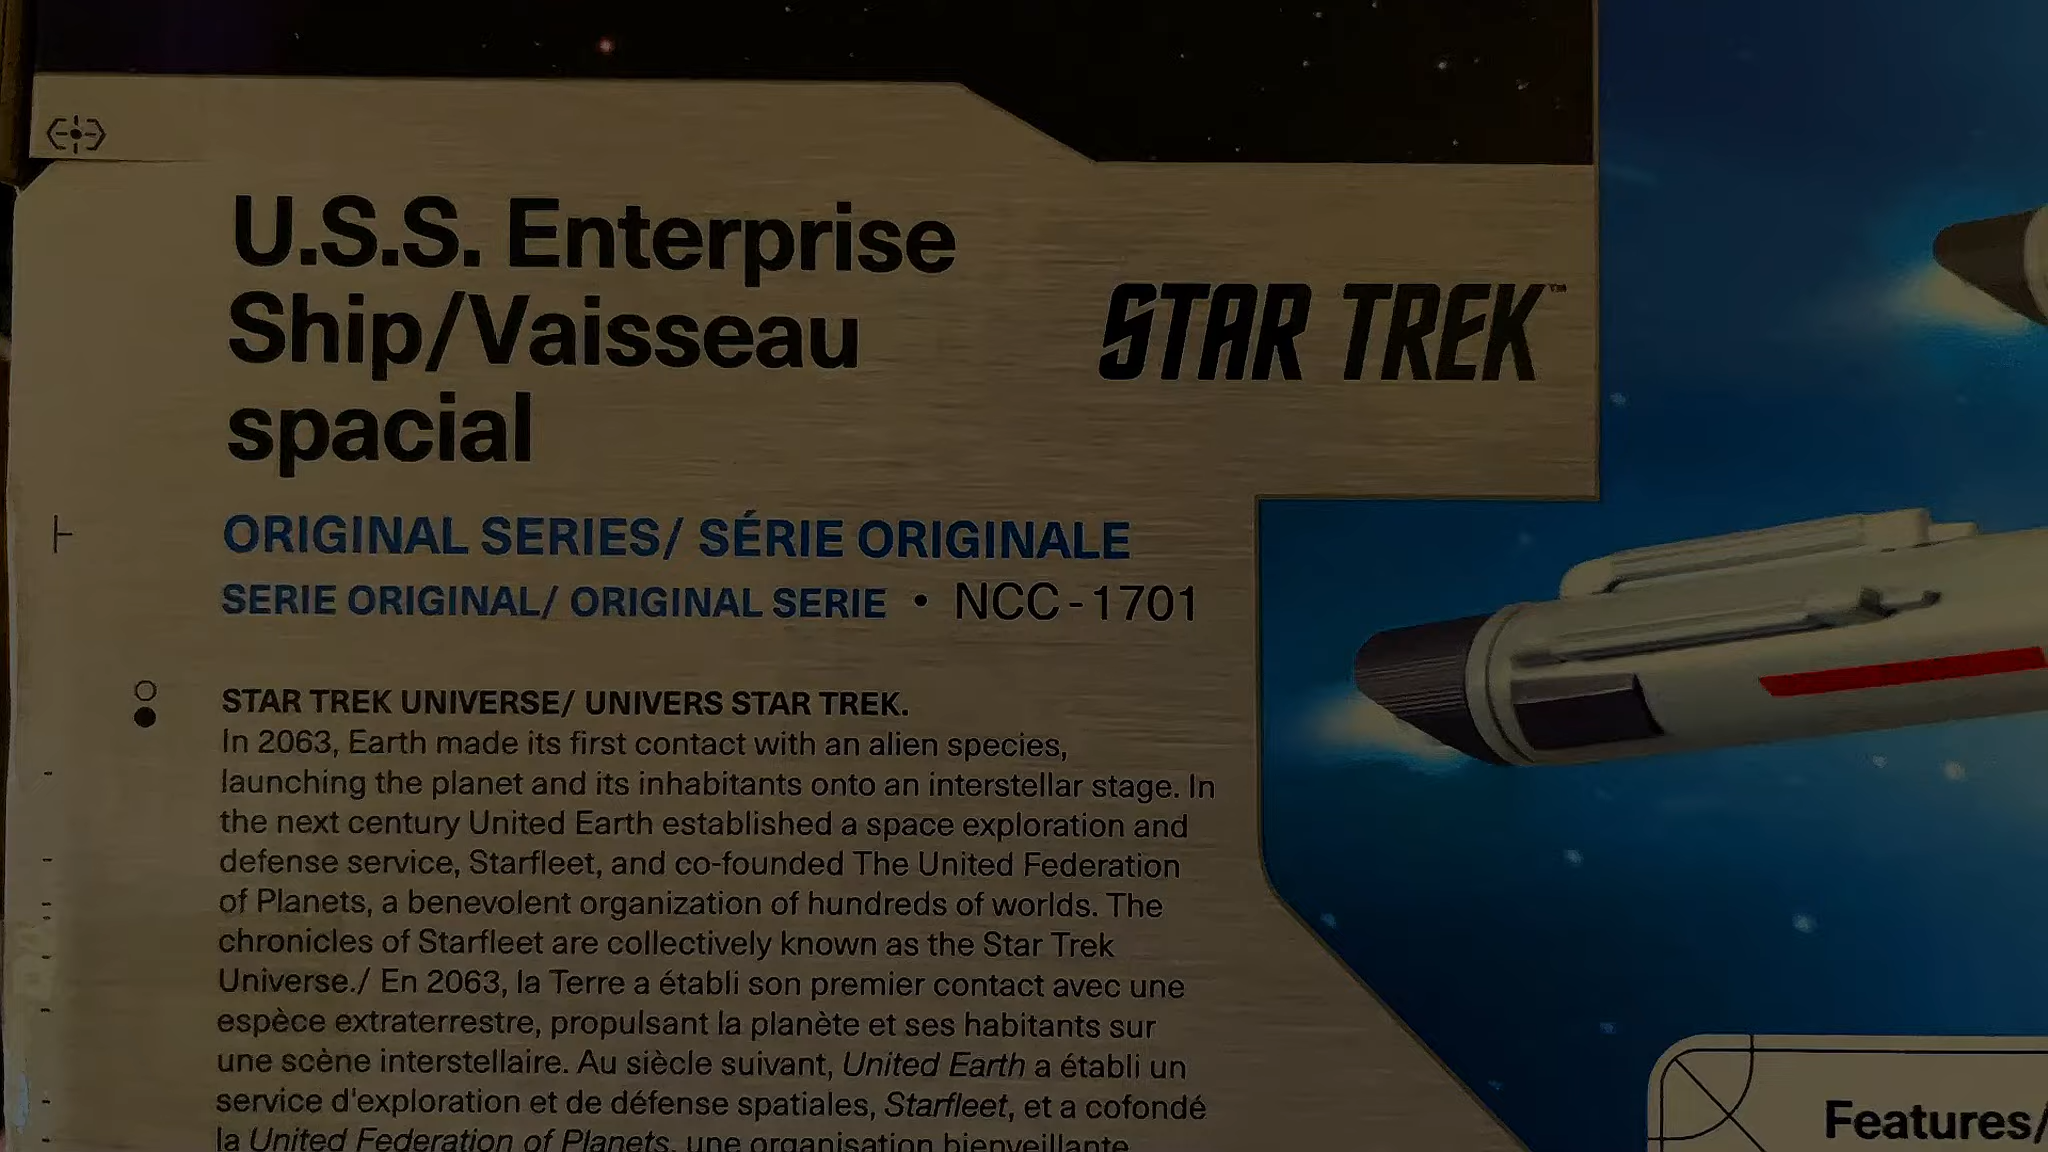 U.S.S. Enterprise
Ship/Vaisseau
spacial
STAR TREK™
ORIGINAL SERIES/ SÉRIE ORIGINALE
SERIE ORIGINAL/ ORIGINAL SERIE • NCC-1701
STAR TREK UNIVERSE/ UNIVERS STAR TREK.
In 2063, Earth made its first contact with an alien species,
launching the planet and its inhabitants onto an interstellar stage. In
the next century United Earth established a space exploration and
defense service, Starfleet, and co-founded The United Federation
of Planets, a benevolent organization of hundreds of worlds. The
chronicles of Starfleet are collectively known as the Star Trek
Universe./ En 2063, la Terre a établi son premier contact avec une
espèce extraterrestre, propulsant la planète et ses habitants sur
une scène interstellaire. Au siècle suivant, United Earth a établi un
service d'exploration et de défense spatiales, Starfleet, et a cofondé
la United Federation of Planets, une organisation bienveillante
Features/